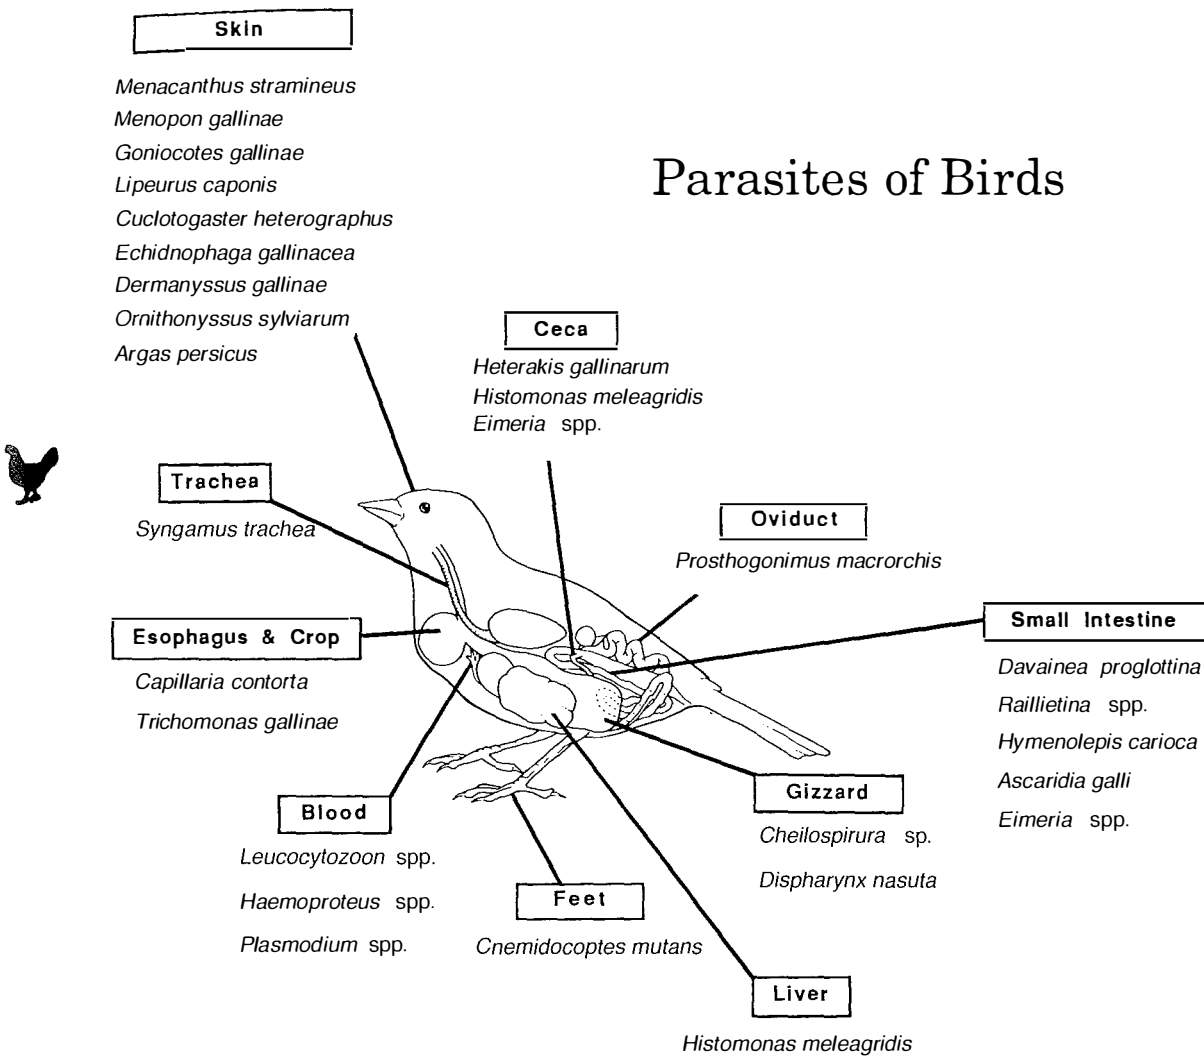 Skin
Menacanthus stramineus
Menopon gallinae
Goniocotes gallinae
Lipeurus caponis
Cuclotogaster heterographus
Echidnophaga gallinacea
Dermanyssus gallinae
Ornithonyssus sylviarum
Argas persicus
Parasites of Birds
Ceca
Heterakis gallinarum
Histomonas meleagridis
Eimeria spp.
Trachea
Syngamus trachea
Oviduct
Prosthogonimus macrorchis
Esophagus & Crop
Capillaria contorta
Trichomonas gallinae
Small Intestine
Davainea proglottina
Raillietina spp.
Hymenolepis carioca
Ascaridia galli
Eimeria spp.
Gizzard
Cheilospirura sp.
Dispharynx nasuta
Blood
Leucocytozoon spp.
Haemoproteus spp.
Plasmodium spp.
Feet
Cnemidocoptes mutans
Liver
Histomonas meleagridis